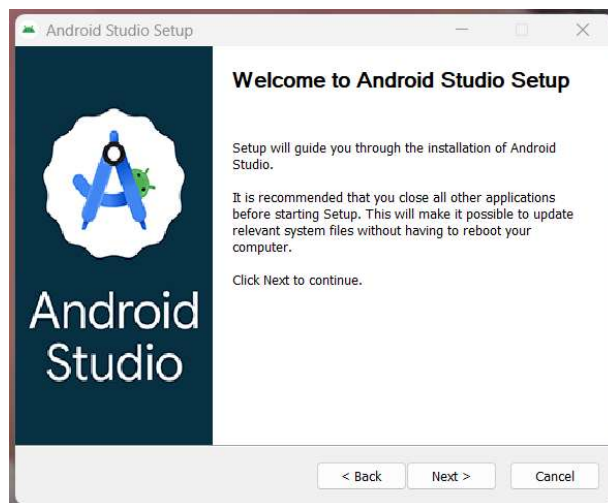 Android Studio Setup
Welcome to Android Studio Setup
Setup will guide you through the installation of Android
Studio.
It is recommended that you close all other applications
before starting Setup. This will make it possible to update
relevant system files without having to reboot your
computer.
Click Next to continue.
Android
Studio
< Back
Next >
Cancel